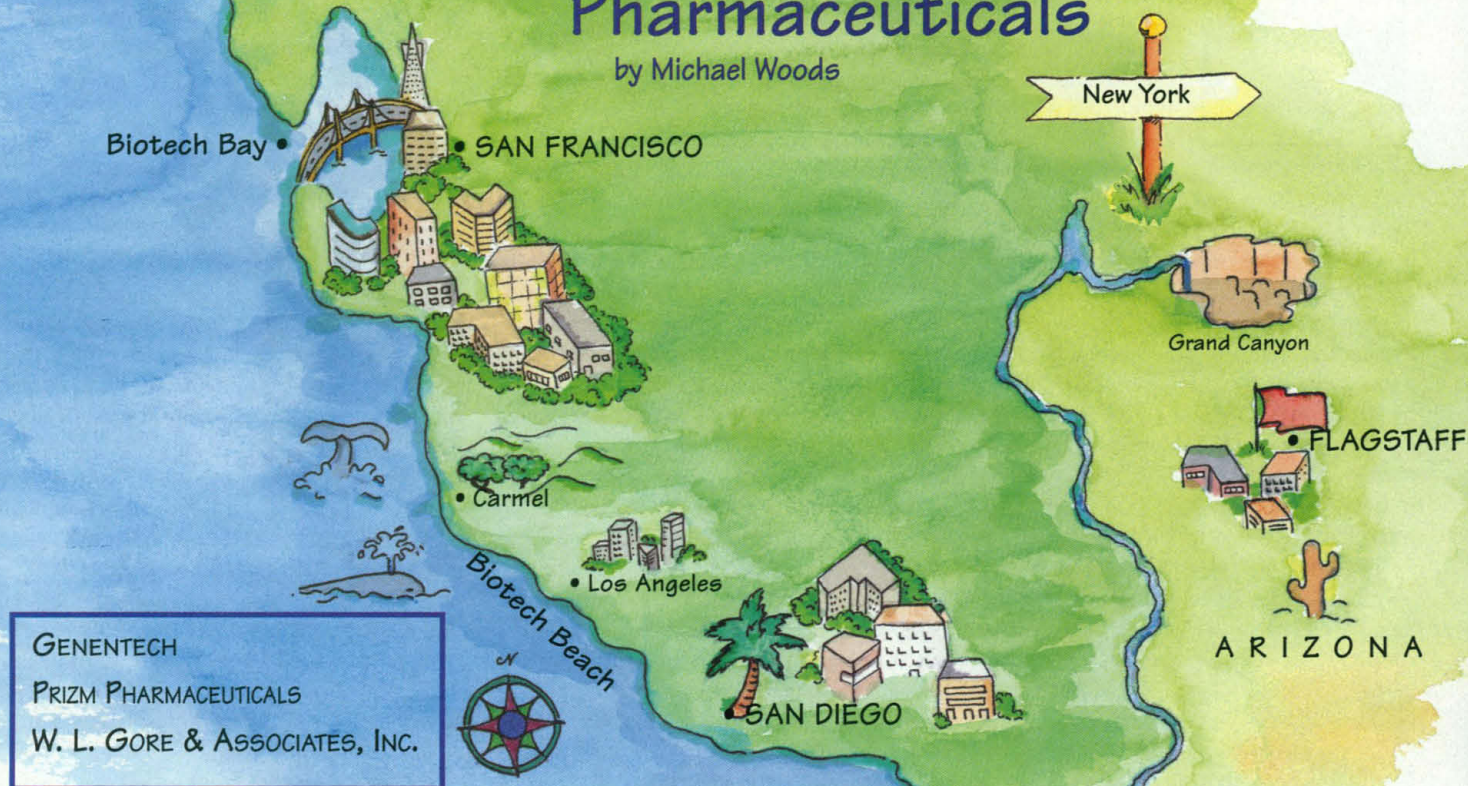 Pharmaceuticals
by Michael Woods
New York
Biotech Bay
SAN FRANCISCO
Grand Canyon
FLAGSTAFF
Carmel
Los Angeles
Biotech Beach
ARIZONA
SAN DIEGO
N
GENENTECH
PRIZM PHARMACEUTICALS
W. L. GORE & ASSOCIATES, INC.